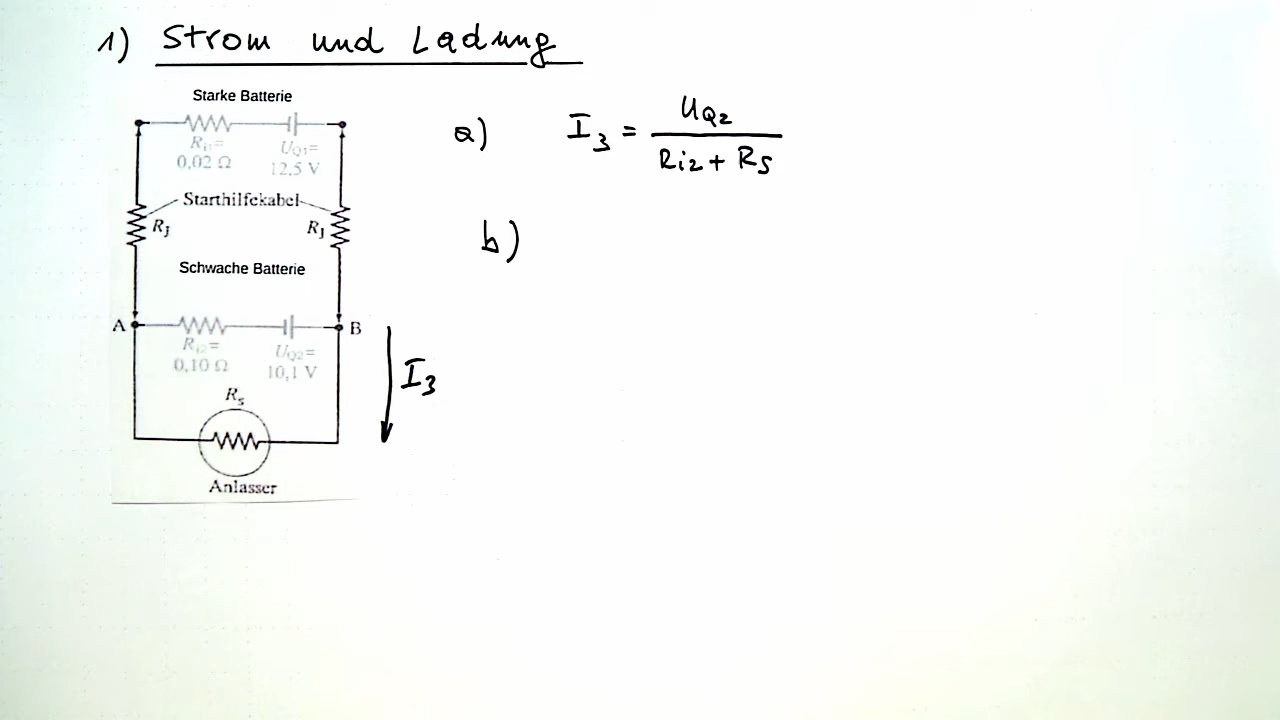 1) Strom und Ladung
Starke Batterie
R_i1=
0,02 Ω
U_Q1=
12,5 V
Starthilfekabel
R_J
R_J
Schwache Batterie
A
B
R_i2=
0,10 Ω
U_Q2=
10,1 V
R_s
Anlasser
I_3
a) I_3 = U_Q2 / (R_i2 + R_S)
b)